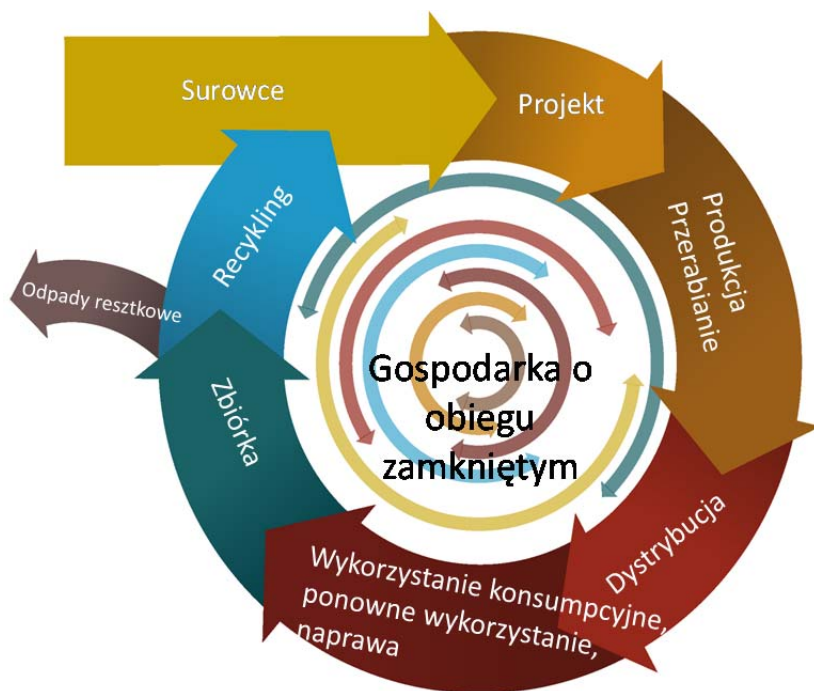 Surowce
Projekt
Produkcja
Przerabianie
Dystrybucja
Wykorzystanie konsumpcyjne,
ponowne wykorzystanie,
naprawa
Zbiórka
Recykling
Odpady resztkowe
Gospodarka o
obiegu
zamkniętym